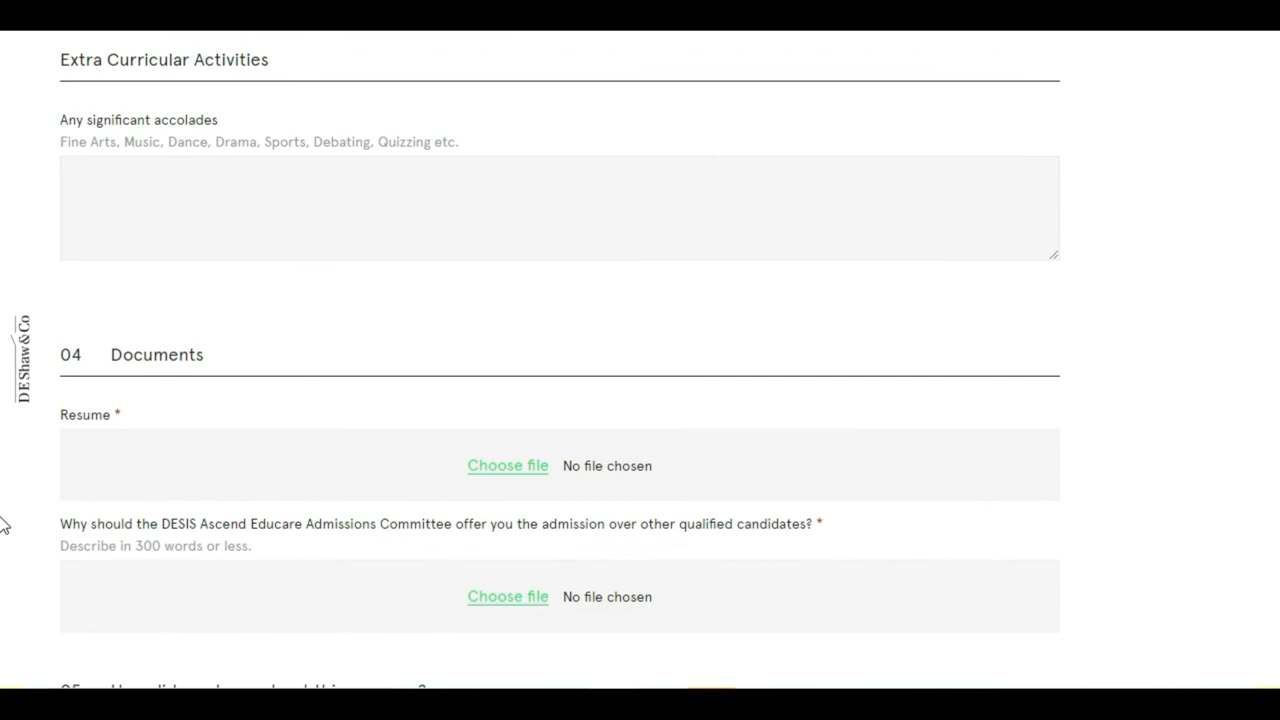 Extra Curricular Activities
Any significant accolades
Fine Arts, Music, Dance, Drama, Sports, Debating, Quizzing etc.
DE Shaw & Co
04 Documents
Resume *
Choose file No file chosen
Why should the DESIS Ascend Educare Admissions Committee offer you the admission over other qualified candidates? *
Describe in 300 words or less.
Choose file No file chosen